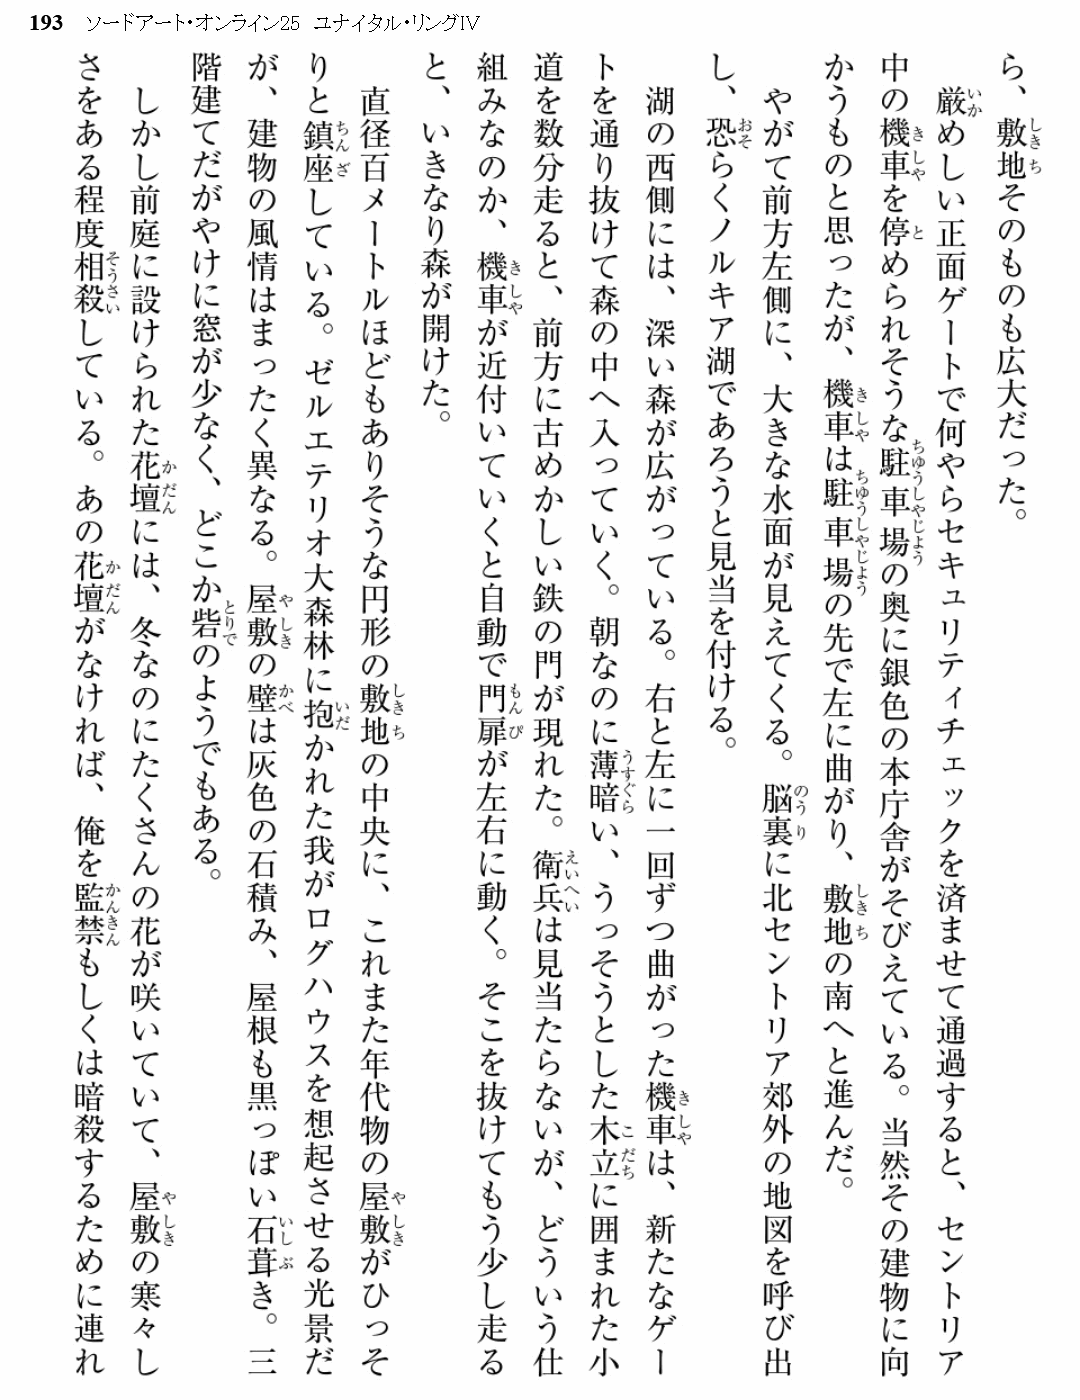 193 ソードアート・オンライン25 ユナイタル・リングⅣ
ら、敷地そのものも広大だった。
厳めしい正面ゲートで何やらセキュリティチェックを済ませて通過すると、セントリア
中の機車を停められそうな駐車場の奥に銀色の本庁舎がそびえている。当然その建物に向
かうものと思ったが、機車は駐車場の先で左に曲がり、敷地の南へと進んだ。
やがて前方左側に、大きな水面が見えてくる。脳裏に北セントリア郊外の地図を呼び出
し、恐らくノルキア湖であろうと見当を付ける。
湖の西側には、深い森が広がっている。右と左に一回ずつ曲がった機車は、新たなゲー
トを通り抜けて森の中へ入っていく。朝なのに薄暗い、うっそうとした木立に囲まれた小
道を数分走ると、前方に古めかしい鉄の門が現れた。衛兵は見当たらないが、どういう仕
組みなのか、機車が近付いていくと自動で門扉が左右に動く。そこを抜けてもう少し走る
と、いきなり森が開けた。
直径百メートルほどもありそうな円形の敷地の中央に、これまた年代物の屋敷がひっそ
りと鎮座している。ゼルエテリオ大森林に抱かれた我がログハウスを想起させる光景だ
が、建物の風情はまったく異なる。屋敷の壁は灰色の石積み、屋根も黒っぽい石葺き。三
階建てだがやけに窓が少なく、どこか砦のようでもある。
しかし前庭に設けられた花壇には、冬なのにたくさんの花が咲いていて、屋敷の寒々し
さをある程度相殺している。あの花壇がなければ、俺を監禁もしくは暗殺するために連れ